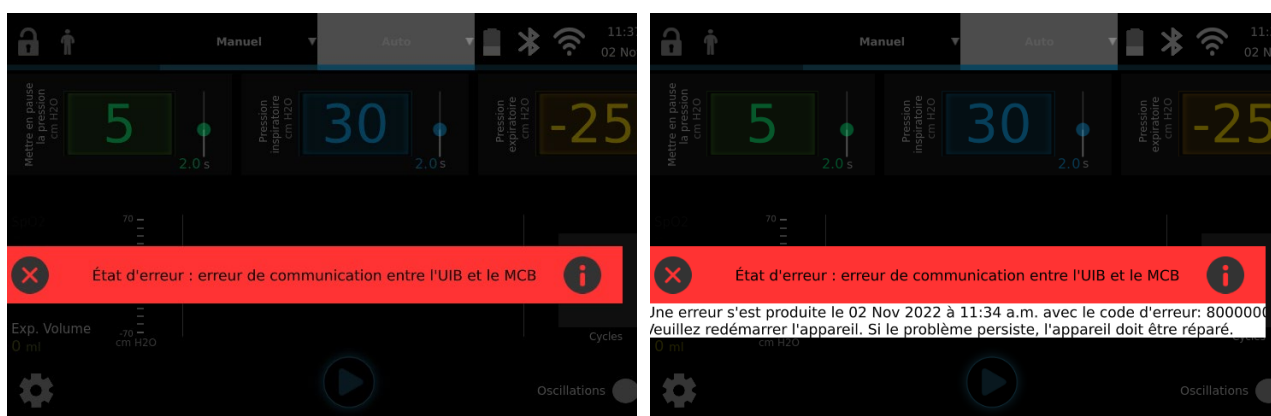 Manuel
Auto
11:3
02 No
Mettre en pause
la pression
cm H2O
5
2.0 s
Pression
inspiratoire
cm H2O
30
2.0 s
Pression
expiratoire
cm H2O
-25
SpO2
70
État d'erreur : erreur de communication entre l'UIB et le MCB
i
Exp. Volume
0 ml
-70
cm H2O
Cycles
Oscillations
Manuel
Auto
11:
02 N
Mettre en pause
la pression
cm H2O
5
2.0 s
Pression
inspiratoire
cm H2O
30
2.0 s
Pression
expiratoire
cm H2O
-25
SpO2
70
État d'erreur : erreur de communication entre l'UIB et le MCB
i
Une erreur s'est produite le 02 Nov 2022 à 11:34 a.m. avec le code d'erreur: 8000000
Veuillez redémarrer l'appareil. Si le problème persiste, l'appareil doit être réparé.
0 ml
cm H2O
Cycles
Oscillations